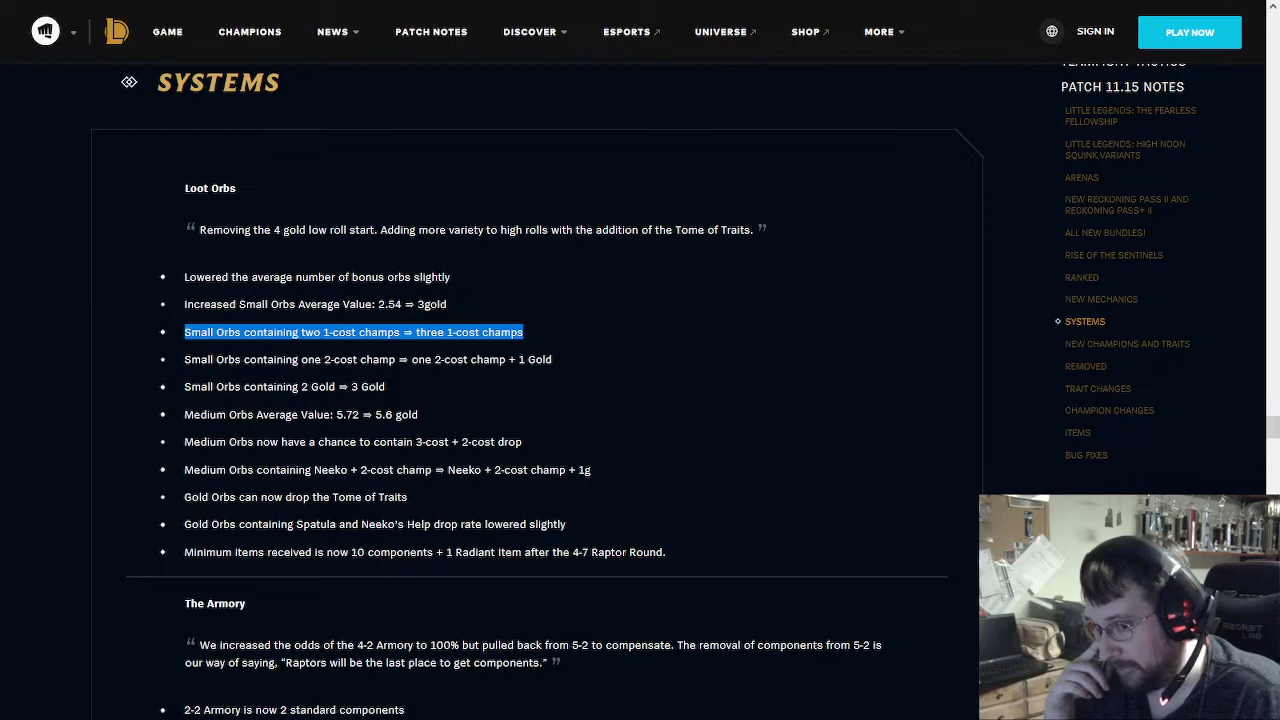 GAME
CHAMPIONS
NEWS
PATCH NOTES
DISCOVER
ESPORTS
UNIVERSE
SHOP
MORE
SIGN IN
PLAY NOW
SYSTEMS
Loot Orbs
“ Removing the 4 gold low roll start. Adding more variety to high rolls with the addition of the Tome of Traits. ”
• Lowered the average number of bonus orbs slightly
• Increased Small Orbs Average Value: 2.54 ⇒ 3gold
• Small Orbs containing two 1-cost champs ⇒ three 1-cost champs
• Small Orbs containing one 2-cost champ ⇒ one 2-cost champ + 1 Gold
• Small Orbs containing 2 Gold ⇒ 3 Gold
• Medium Orbs Average Value: 5.72 ⇒ 5.6 gold
• Medium Orbs now have a chance to contain 3-cost + 2-cost drop
• Medium Orbs containing Neeko + 2-cost champ ⇒ Neeko + 2-cost champ + 1g
• Gold Orbs can now drop the Tome of Traits
• Gold Orbs containing Spatula and Neeko's Help drop rate lowered slightly
• Minimum items received is now 10 components + 1 Radiant Item after the 4-7 Raptor Round.
The Armory
“ We increased the odds of the 4-2 Armory to 100% but pulled back from 5-2 to compensate. The removal of components from 5-2 is
our way of saying, “Raptors will be the last place to get components.” ”
• 2-2 Armory is now 2 standard components
TEAMFIGHT TACTICS
PATCH 11.15 NOTES
LITTLE LEGENDS: THE FEARLESS
FELLOWSHIP
LITTLE LEGENDS: HIGH NOON
SQUINK VARIANTS
ARENAS
NEW RECKONING PASS II AND
RECKONING PASS+ II
ALL NEW BUNDLES!
RISE OF THE SENTINELS
RANKED
NEW MECHANICS
SYSTEMS
NEW CHAMPIONS AND TRAITS
REMOVED
TRAIT CHANGES
CHAMPION CHANGES
ITEMS
BUG FIXES
SECRET
LAB